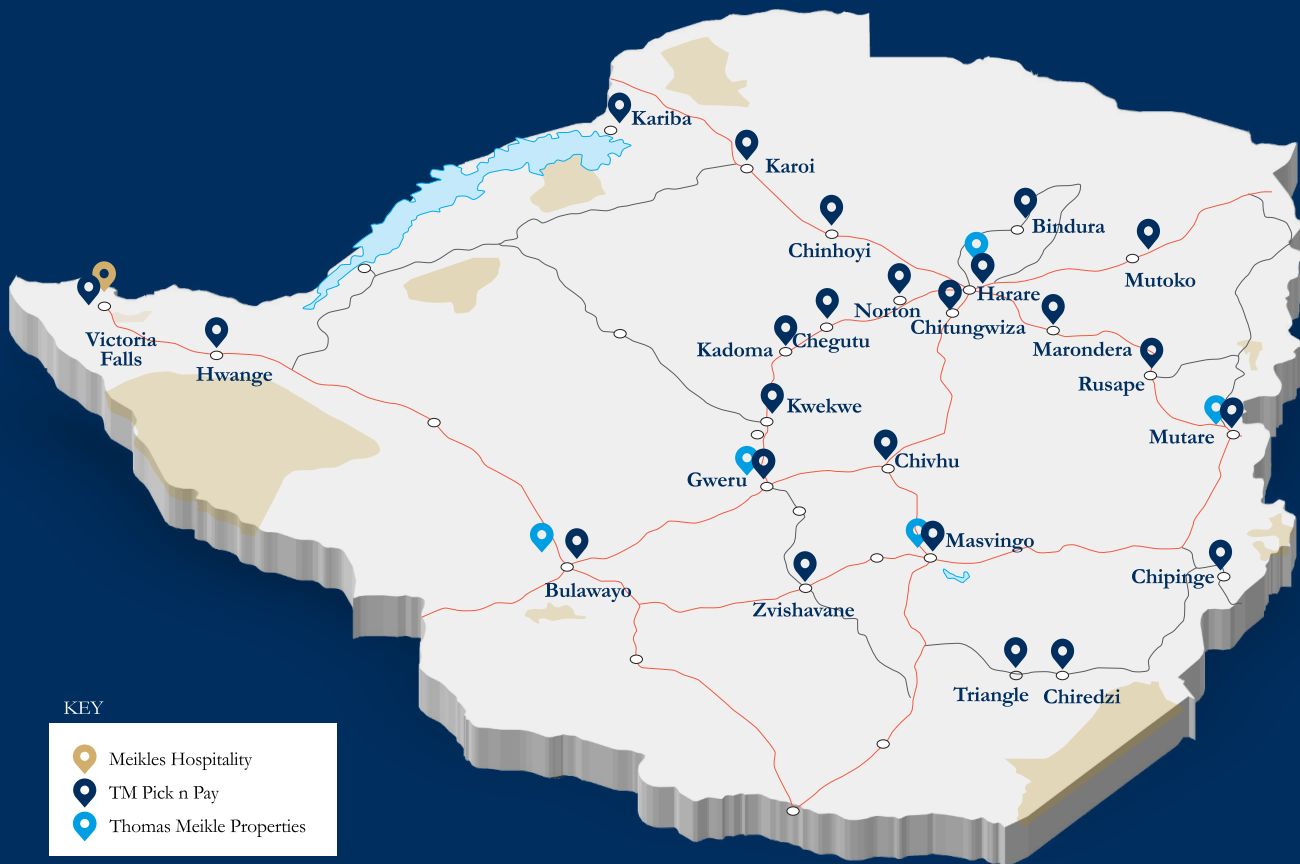 Kariba
Karoi
Bindura
Chinhoyi
Mutoko
Harare
Norton
Chitungwiza
Victoria
Falls
Chegutu
Kadoma
Marondera
Hwange
Rusape
Kwekwe
Mutare
Chivhu
Gweru
Masvingo
Chipinge
Bulawayo
Zvishavane
Triangle
Chiredzi
KEY
Meikles Hospitality
TM Pick n Pay
Thomas Meikle Properties